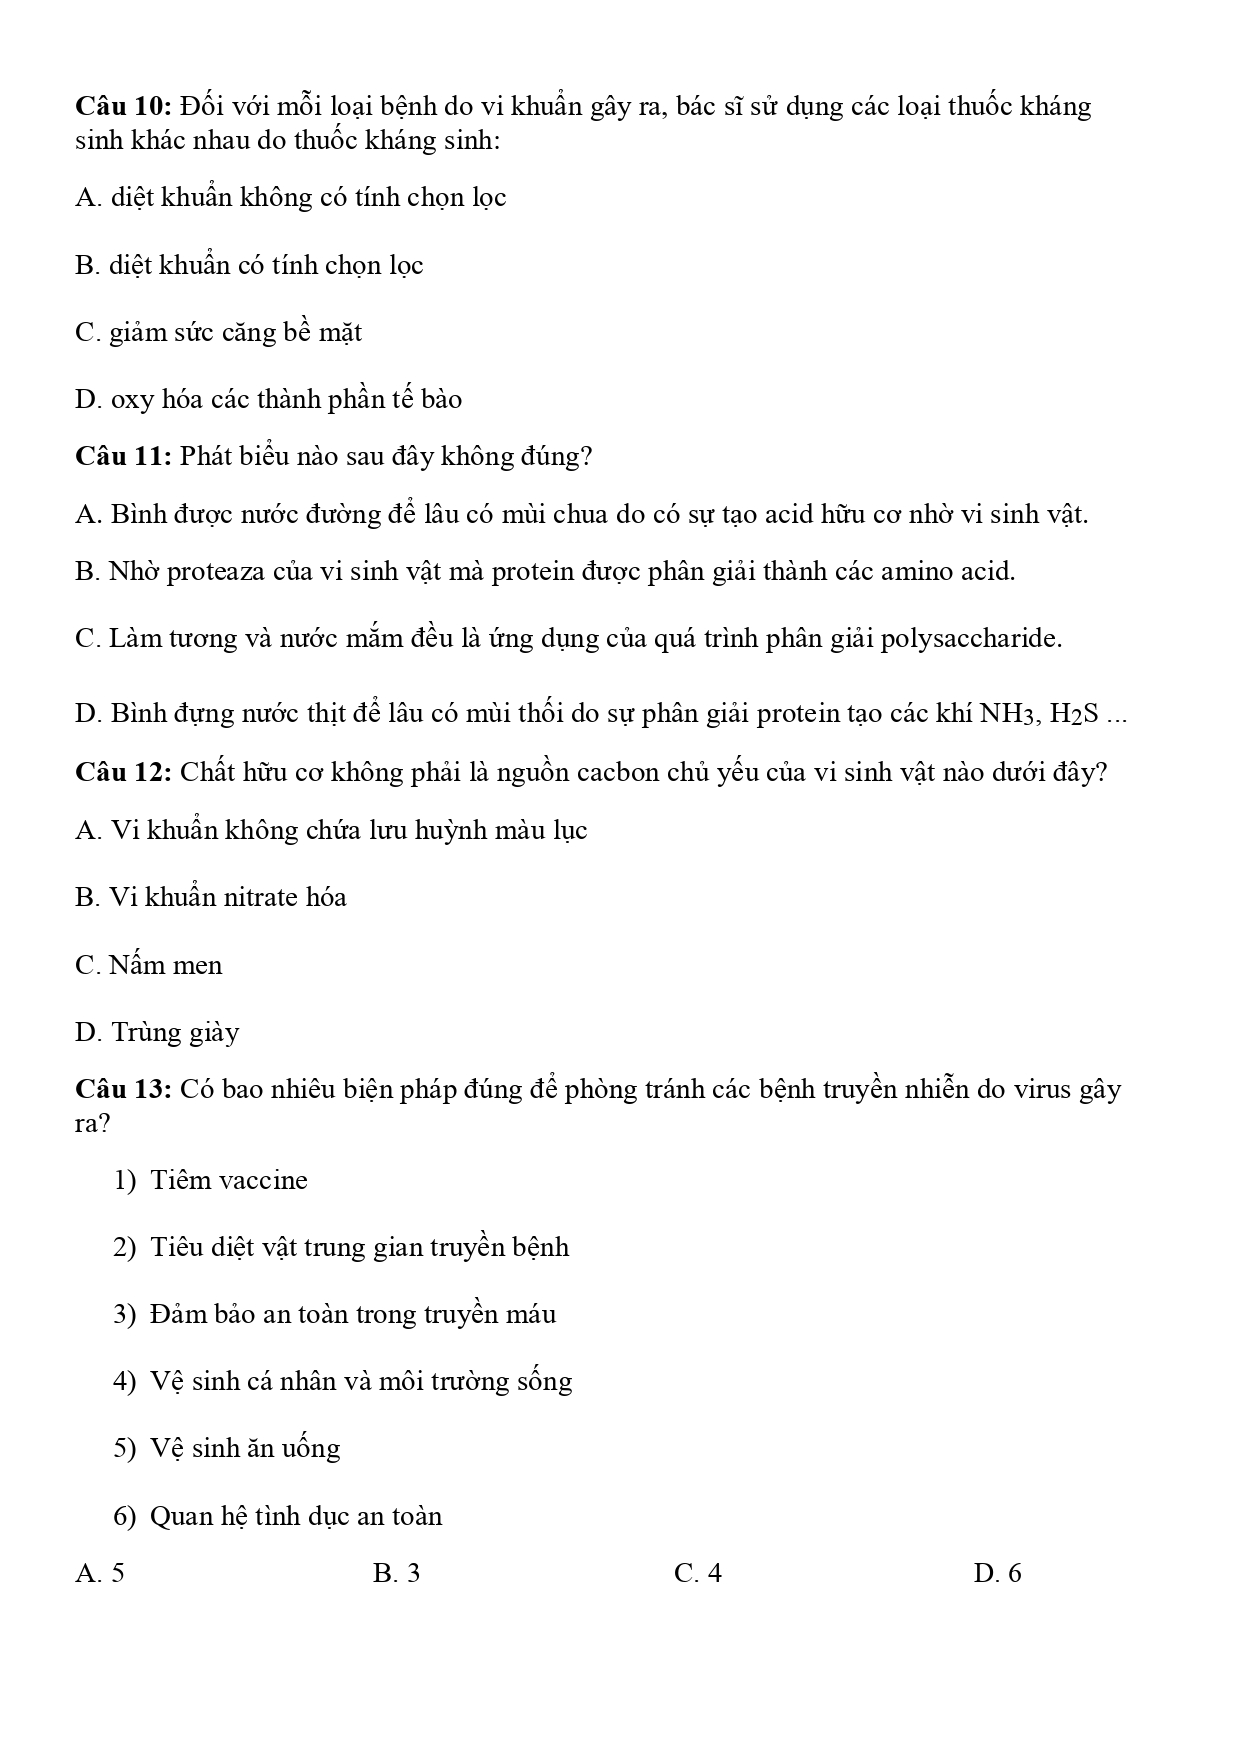 Câu 10: Đối với mỗi loại bệnh do vi khuẩn gây ra, bác sĩ sử dụng các loại thuốc kháng
sinh khác nhau do thuốc kháng sinh:
A. diệt khuẩn không có tính chọn lọc
B. diệt khuẩn có tính chọn lọc
C. giảm sức căng bề mặt
D. oxy hóa các thành phần tế bào
Câu 11: Phát biểu nào sau đây không đúng?
A. Bình được nước đường để lâu có mùi chua do có sự tạo acid hữu cơ nhờ vi sinh vật.
B. Nhờ proteaza của vi sinh vật mà protein được phân giải thành các amino acid.
C. Làm tương và nước mắm đều là ứng dụng của quá trình phân giải polysaccharide.
D. Bình đựng nước thịt để lâu có mùi thối do sự phân giải protein tạo các khí NH3, H2S ...
Câu 12: Chất hữu cơ không phải là nguồn cacbon chủ yếu của vi sinh vật nào dưới đây?
A. Vi khuẩn không chứa lưu huỳnh màu lục
B. Vi khuẩn nitrate hóa
C. Nấm men
D. Trùng giày
Câu 13: Có bao nhiêu biện pháp đúng để phòng tránh các bệnh truyền nhiễn do virus gây
ra?
1) Tiêm vaccine
2) Tiêu diệt vật trung gian truyền bệnh
3) Đảm bảo an toàn trong truyền máu
4) Vệ sinh cá nhân và môi trường sống
5) Vệ sinh ăn uống
6) Quan hệ tình dục an toàn
A. 5 B. 3 C. 4 D. 6